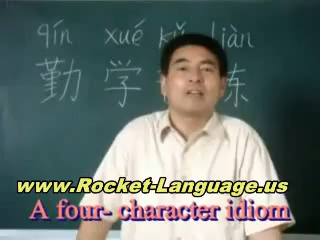 qín xué kǔ liàn
勤 学 练
www.Rocket-Language.us
A four- character idiom